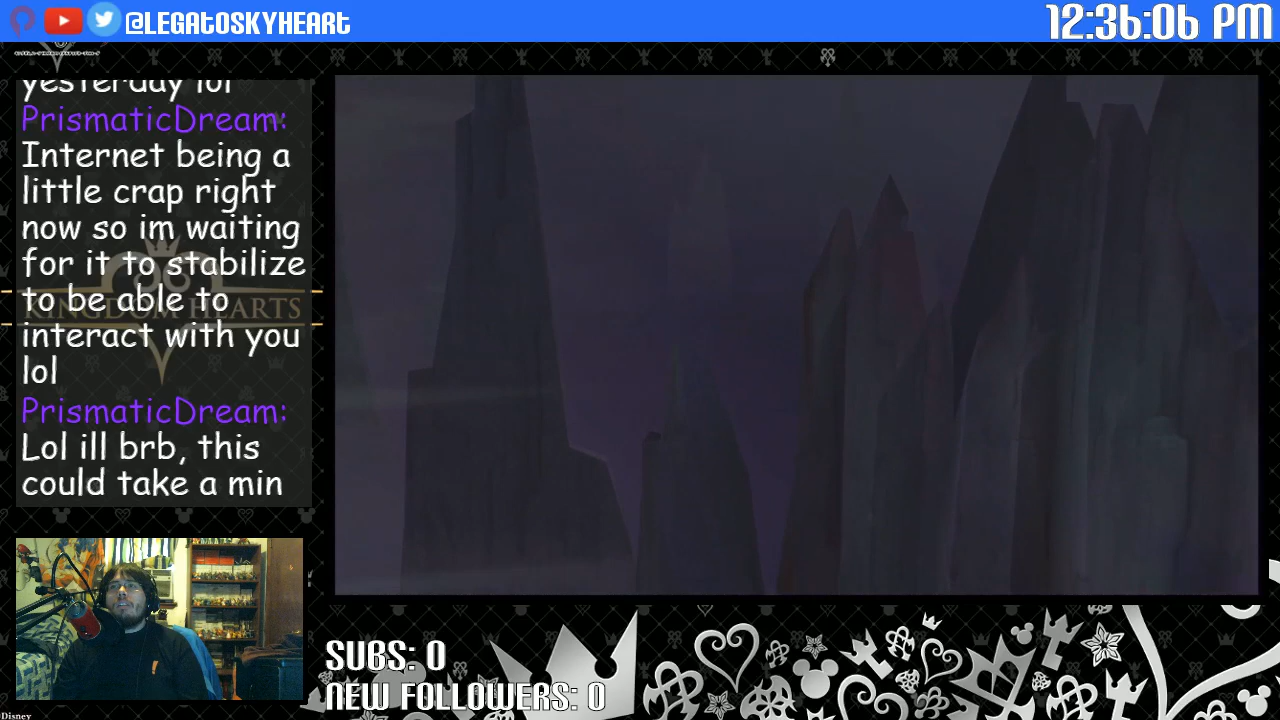 @LEGATOSKYHEART
12:36:06 PM
yesterday lol
PrismaticDream:
Internet being a
little crap right
now so im waiting
for it to stabilize
to be able to
interact with you
lol
PrismaticDream:
Lol ill brb, this
could take a min
KINGDOM HEARTS
SUBS: 0
NEW FOLLOWERS: 0
Disney